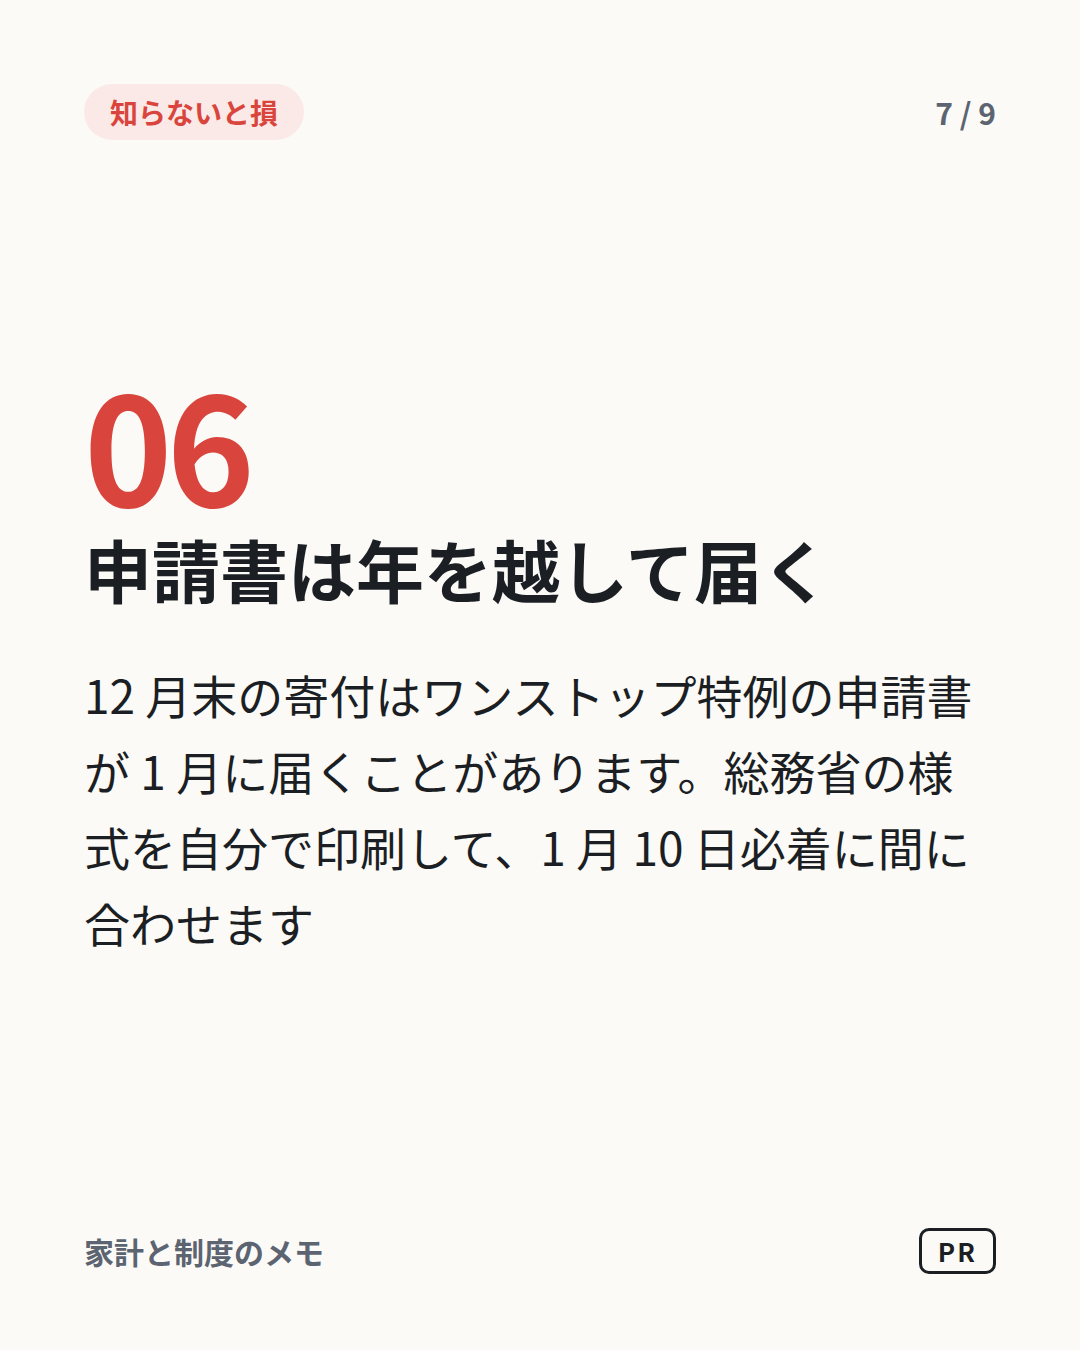 知らないと損
7 / 9
06
申請書は年を越して届く
12 月末の寄付はワンストップ特例の申請書
が 1 月に届くことがあります。総務省の様
式を自分で印刷して、1 月 10 日必着に間に
合わせます
家計と制度のメモ
PR